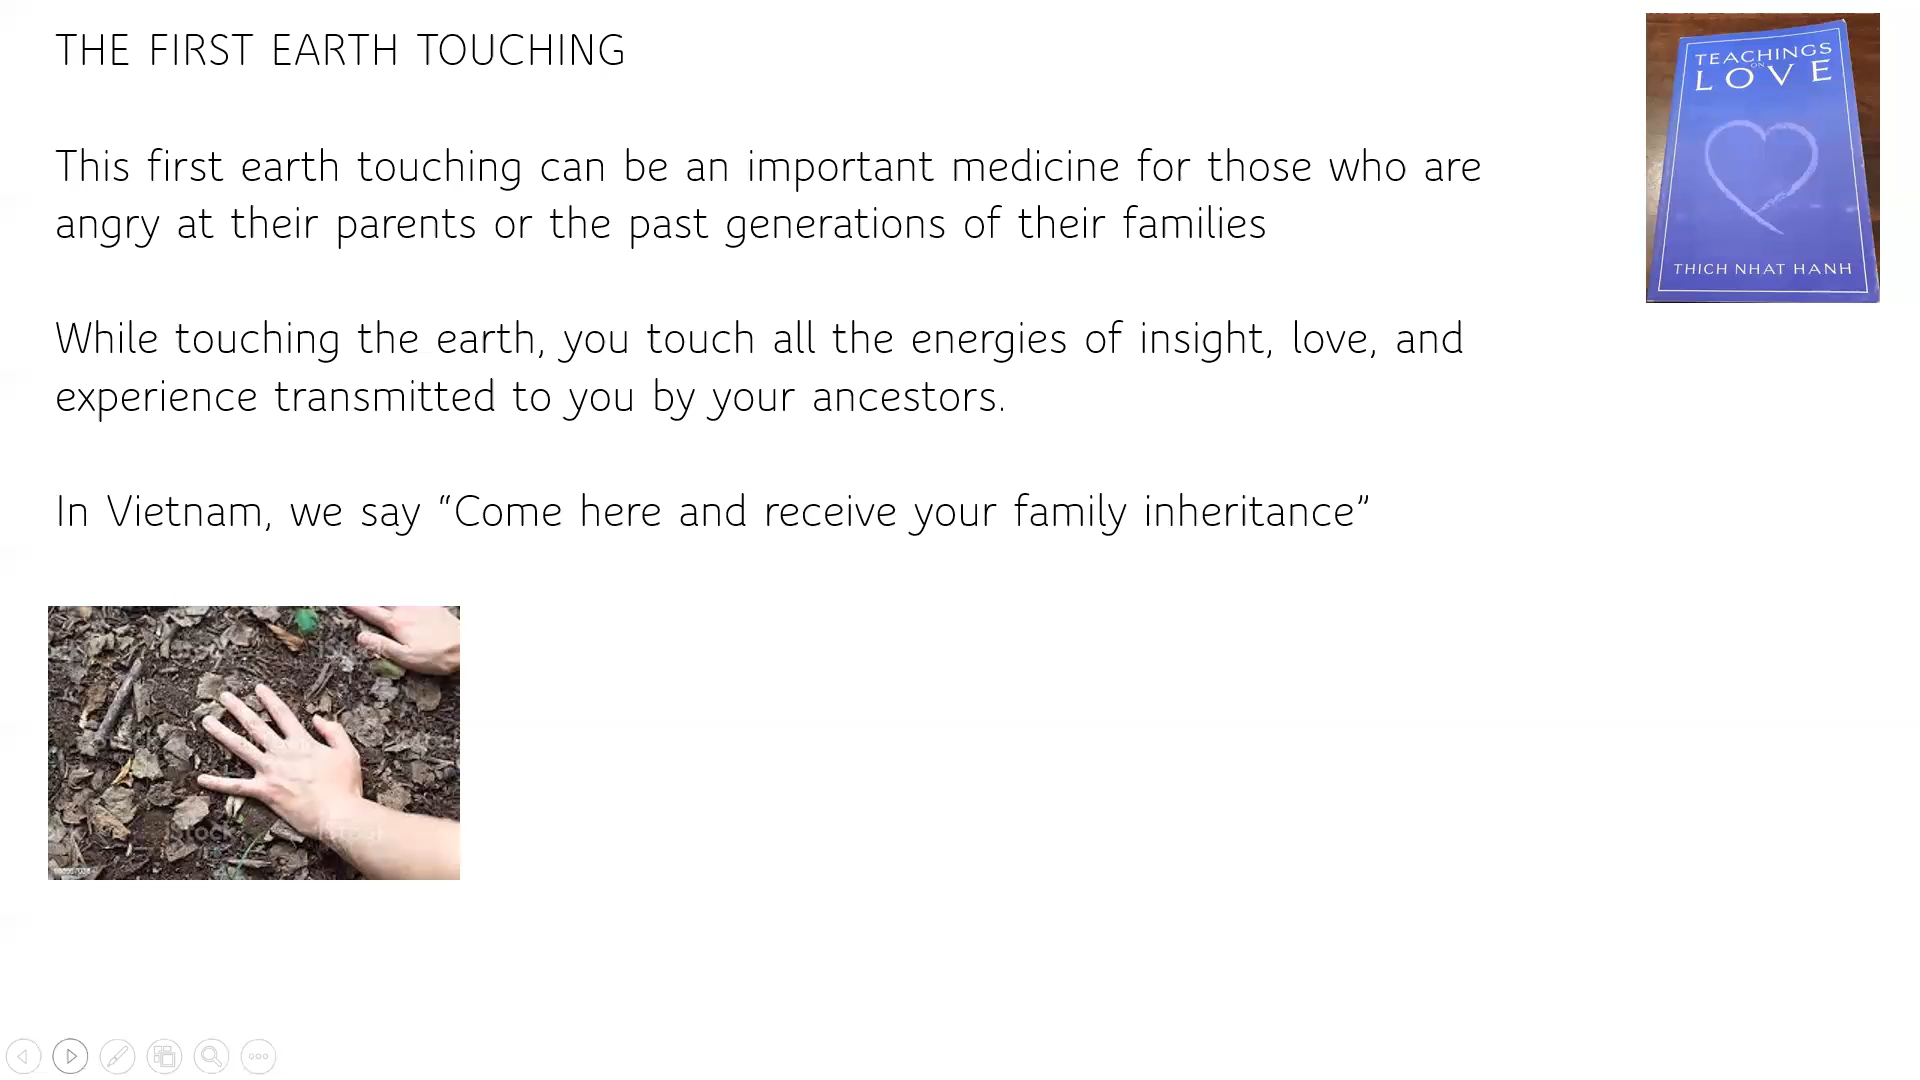 THE FIRST EARTH TOUCHING
This first earth touching can be an important medicine for those who are
angry at their parents or the past generations of their families
While touching the earth, you touch all the energies of insight, love, and
experience transmitted to you by your ancestors.
In Vietnam, we say “Come here and receive your family inheritance”
TEACHINGS
ON
LOVE
THICH NHAT HANH
iStock